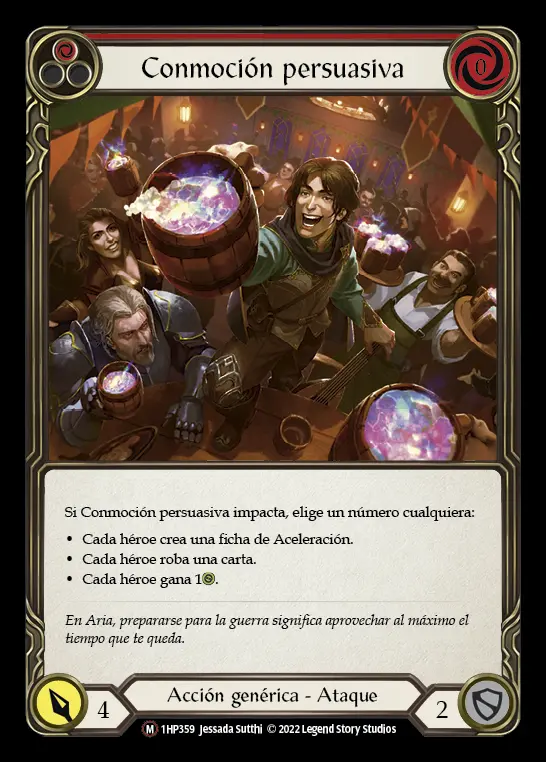 Conmoción persuasiva
0
Si Conmoción persuasiva impacta, elige un número cualquiera:
• Cada héroe crea una ficha de Aceleración.
• Cada héroe roba una carta.
• Cada héroe gana 1.
En Aria, prepararse para la guerra significa aprovechar al máximo el
tiempo que te queda.
4
Acción genérica - Ataque
2
M 1HP359 Jessada Sutthi © 2022 Legend Story Studios